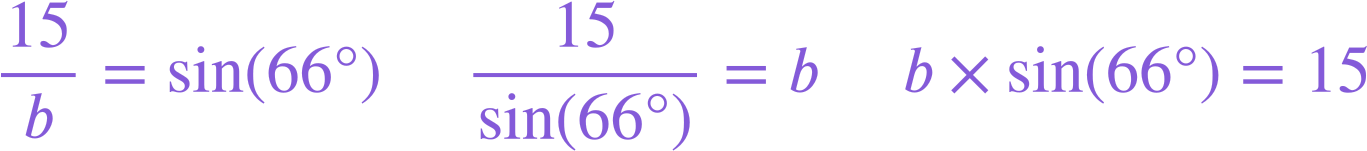 15/b = sin(66°)    15/sin(66°) = b    b × sin(66°) = 15